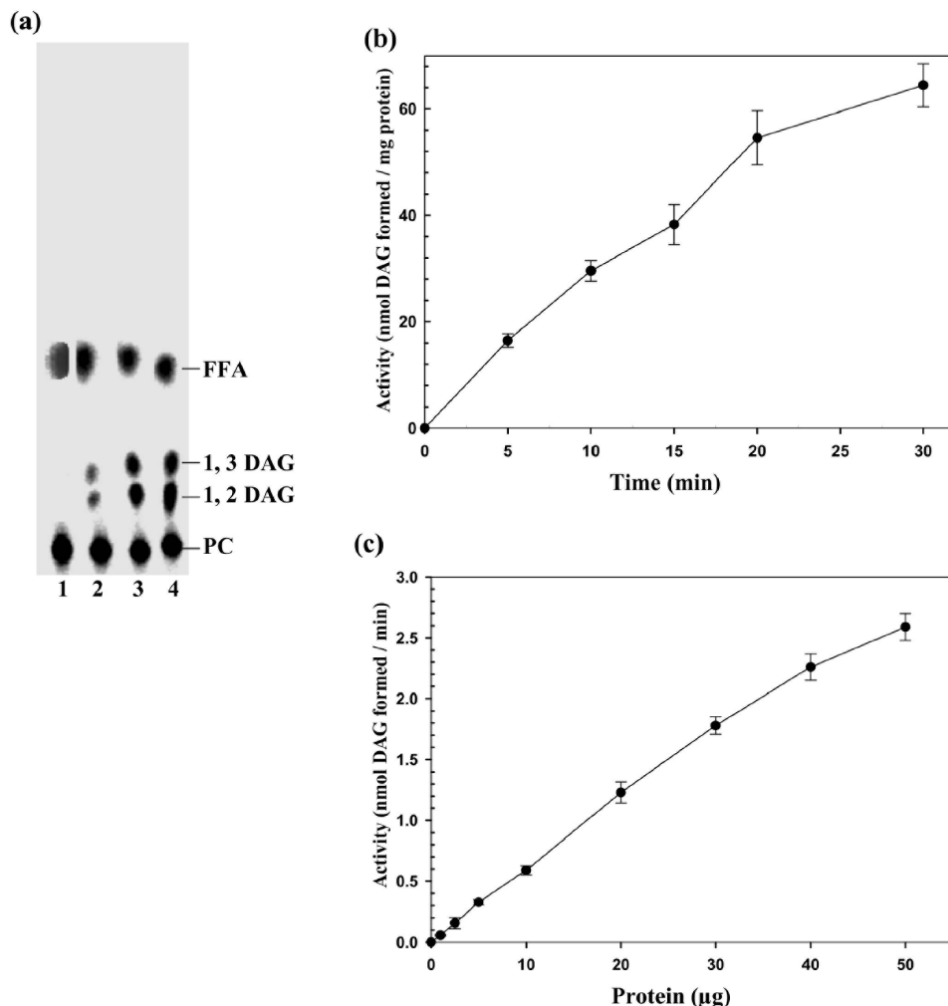 (a)
FFA
1, 3 DAG
1, 2 DAG
PC
1 2 3 4
(b)
Activity (nmol DAG formed / mg protein)
60
40
20
0
0 5 10 15 20 25 30
Time (min)
(c)
Activity (nmol DAG formed / min)
3.0
2.5
2.0
1.5
1.0
0.5
0.0
0 10 20 30 40 50
Protein (µg)